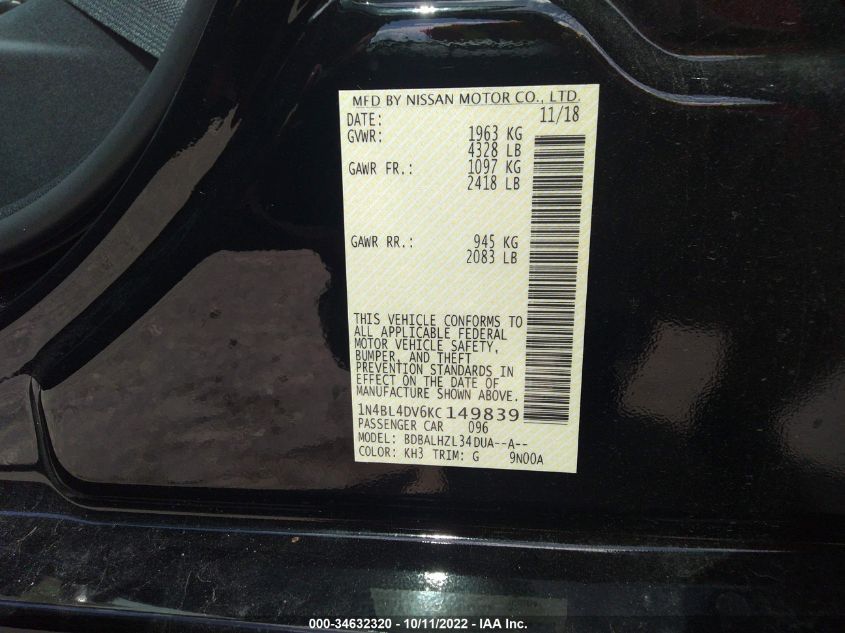 MFD BY NISSAN MOTOR CO., LTD.
DATE: 11/18
GVWR: 1963 KG
4328 LB
GAWR FR.: 1097 KG
2418 LB
GAWR RR.: 945 KG
2083 LB
THIS VEHICLE CONFORMS TO
ALL APPLICABLE FEDERAL
MOTOR VEHICLE SAFETY,
BUMPER, AND THEFT
PREVENTION STANDARDS IN
EFFECT ON THE DATE OF
MANUFACTURE SHOWN ABOVE.
1N4BL4DV6KC149839
PASSENGER CAR 096
MODEL: BDBALHZL34DUA--A--
COLOR: KH3 TRIM: G 9N00A
000-34632320 - 10/11/2022 - IAA Inc.